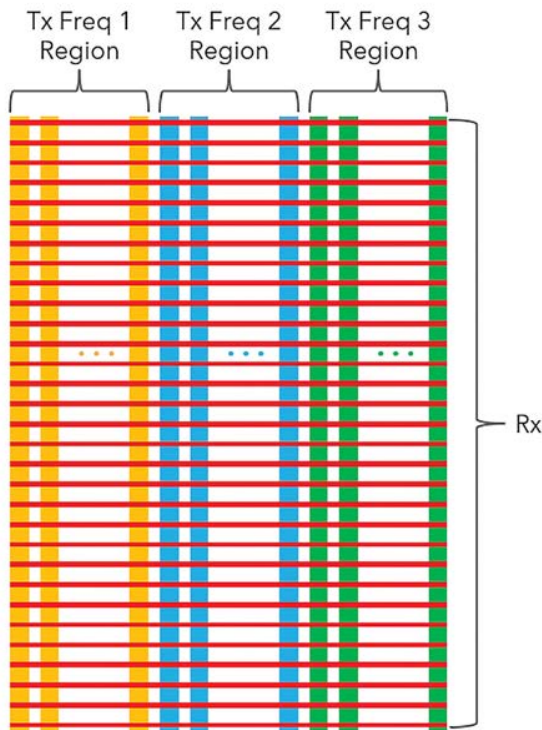 Tx Freq 1
Region
Tx Freq 2
Region
Tx Freq 3
Region
Rx